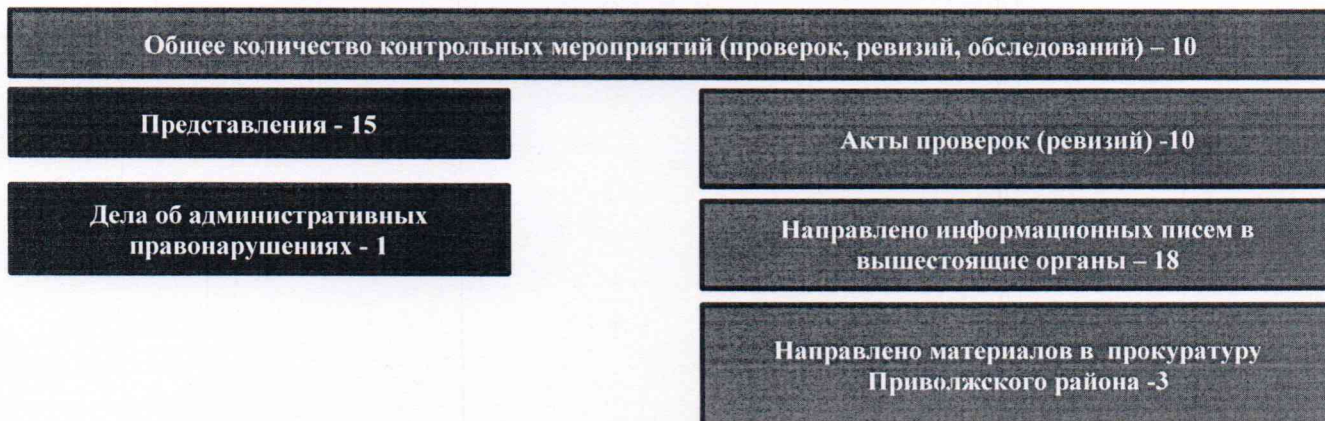 Общее количество контрольных мероприятий (проверок, ревизий, обследований) – 10
Представления - 15
Дела об административных
правонарушениях - 1
Акты проверок (ревизий) -10
Направлено информационных писем в
вышестоящие органы – 18
Направлено материалов в прокуратуру
Приволжского района -3